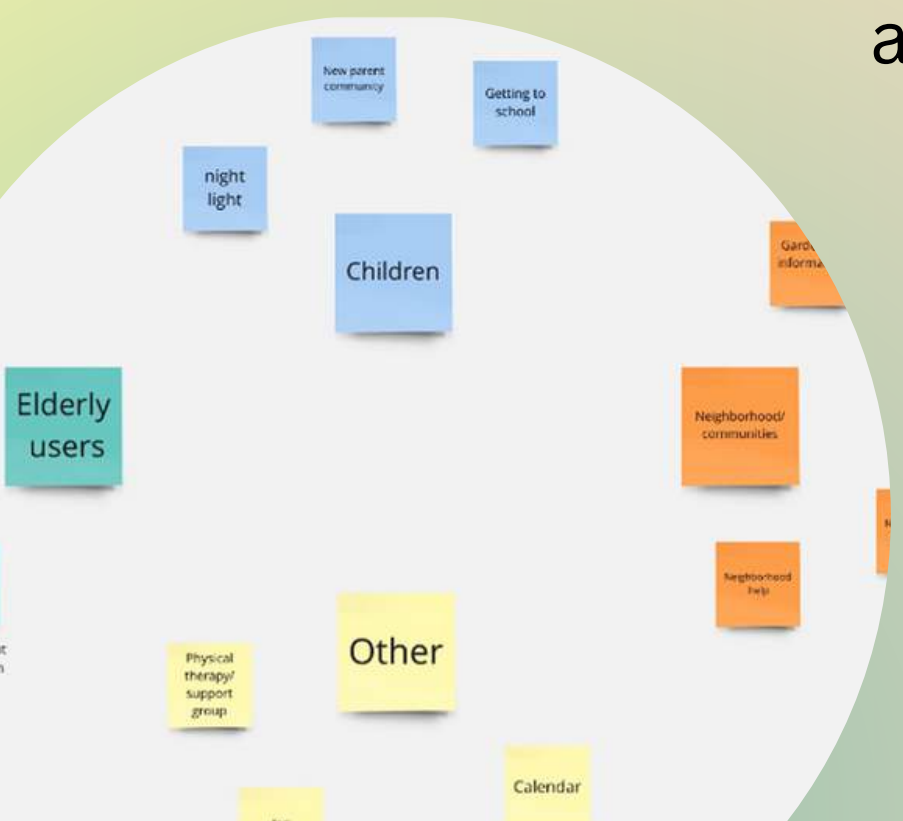 a
New parent
community
Getting to
school
night
light
Children
Elderly
users
Neighborhood/
communities
Neighborhood
help
Other
Physical
therapy/
support
group
Calendar